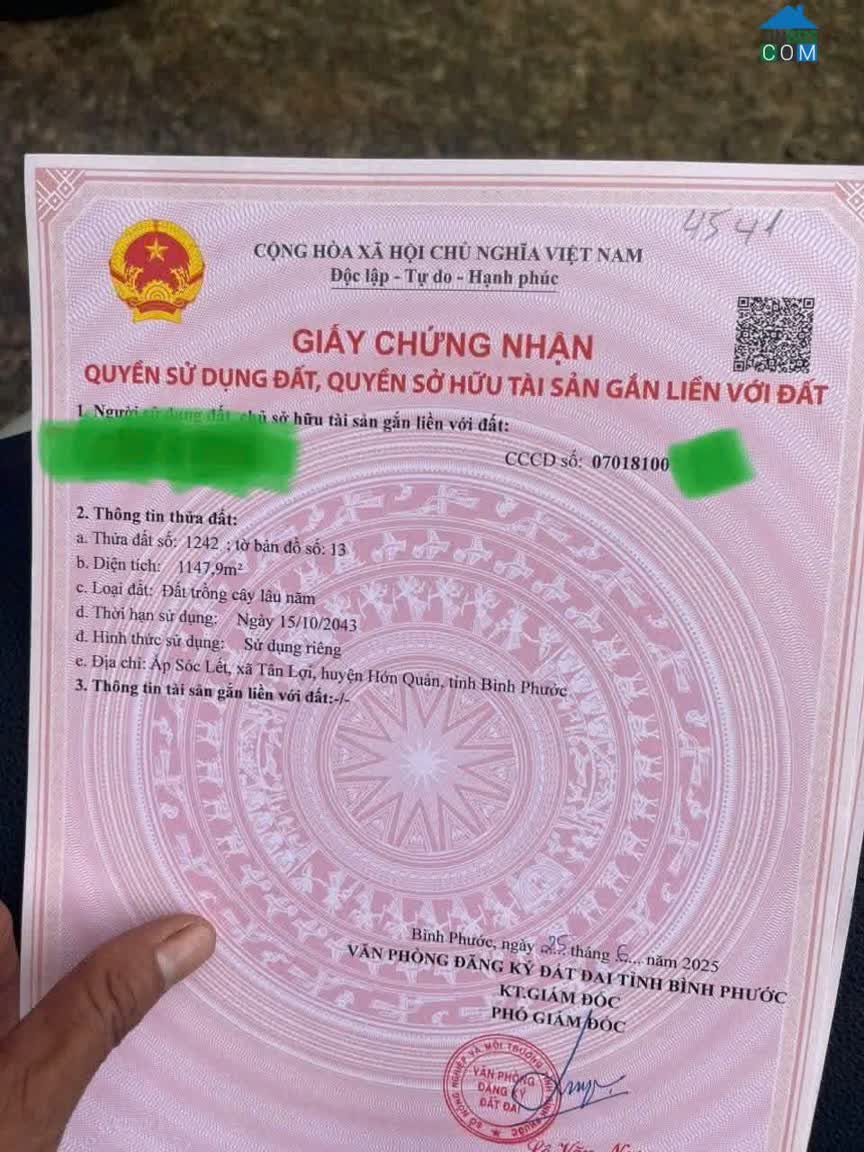 COM
4541
CỘNG HÒA XÃ HỘI CHỦ NGHĨA VIỆT NAM
Độc lập - Tự do - Hạnh phúc
GIẤY CHỨNG NHẬN
QUYỀN SỬ DỤNG ĐẤT, QUYỀN SỞ HỮU TÀI SẢN GẮN LIỀN VỚI ĐẤT
1. Người sử dụng đất, chủ sở hữu tài sản gắn liền với đất:
CCCD số: 07018100
2. Thông tin thửa đất:
a. Thửa đất số: 1242 ; tờ bản đồ số: 13
b. Diện tích: 1147,9m²
c. Loại đất: Đất trồng cây lâu năm
d. Thời hạn sử dụng: Ngày 15/10/2043
đ. Hình thức sử dụng: Sử dụng riêng
e. Địa chỉ: Ấp Sóc Lết, xã Tân Lợi, huyện Hớn Quản, tỉnh Bình Phước
3. Thông tin tài sản gắn liền với đất:-/-
Bình Phước, ngày 25 tháng 6 năm 2025
VĂN PHÒNG ĐĂNG KÝ ĐẤT ĐAI TỈNH BÌNH PHƯỚC
KT.GIÁM ĐỐC
PHÓ GIÁM ĐỐC
SỞ NÔNG NGHIỆP VÀ MÔI TRƯỜNG
VĂN PHÒNG
ĐĂNG KÝ
ĐẤT ĐAI